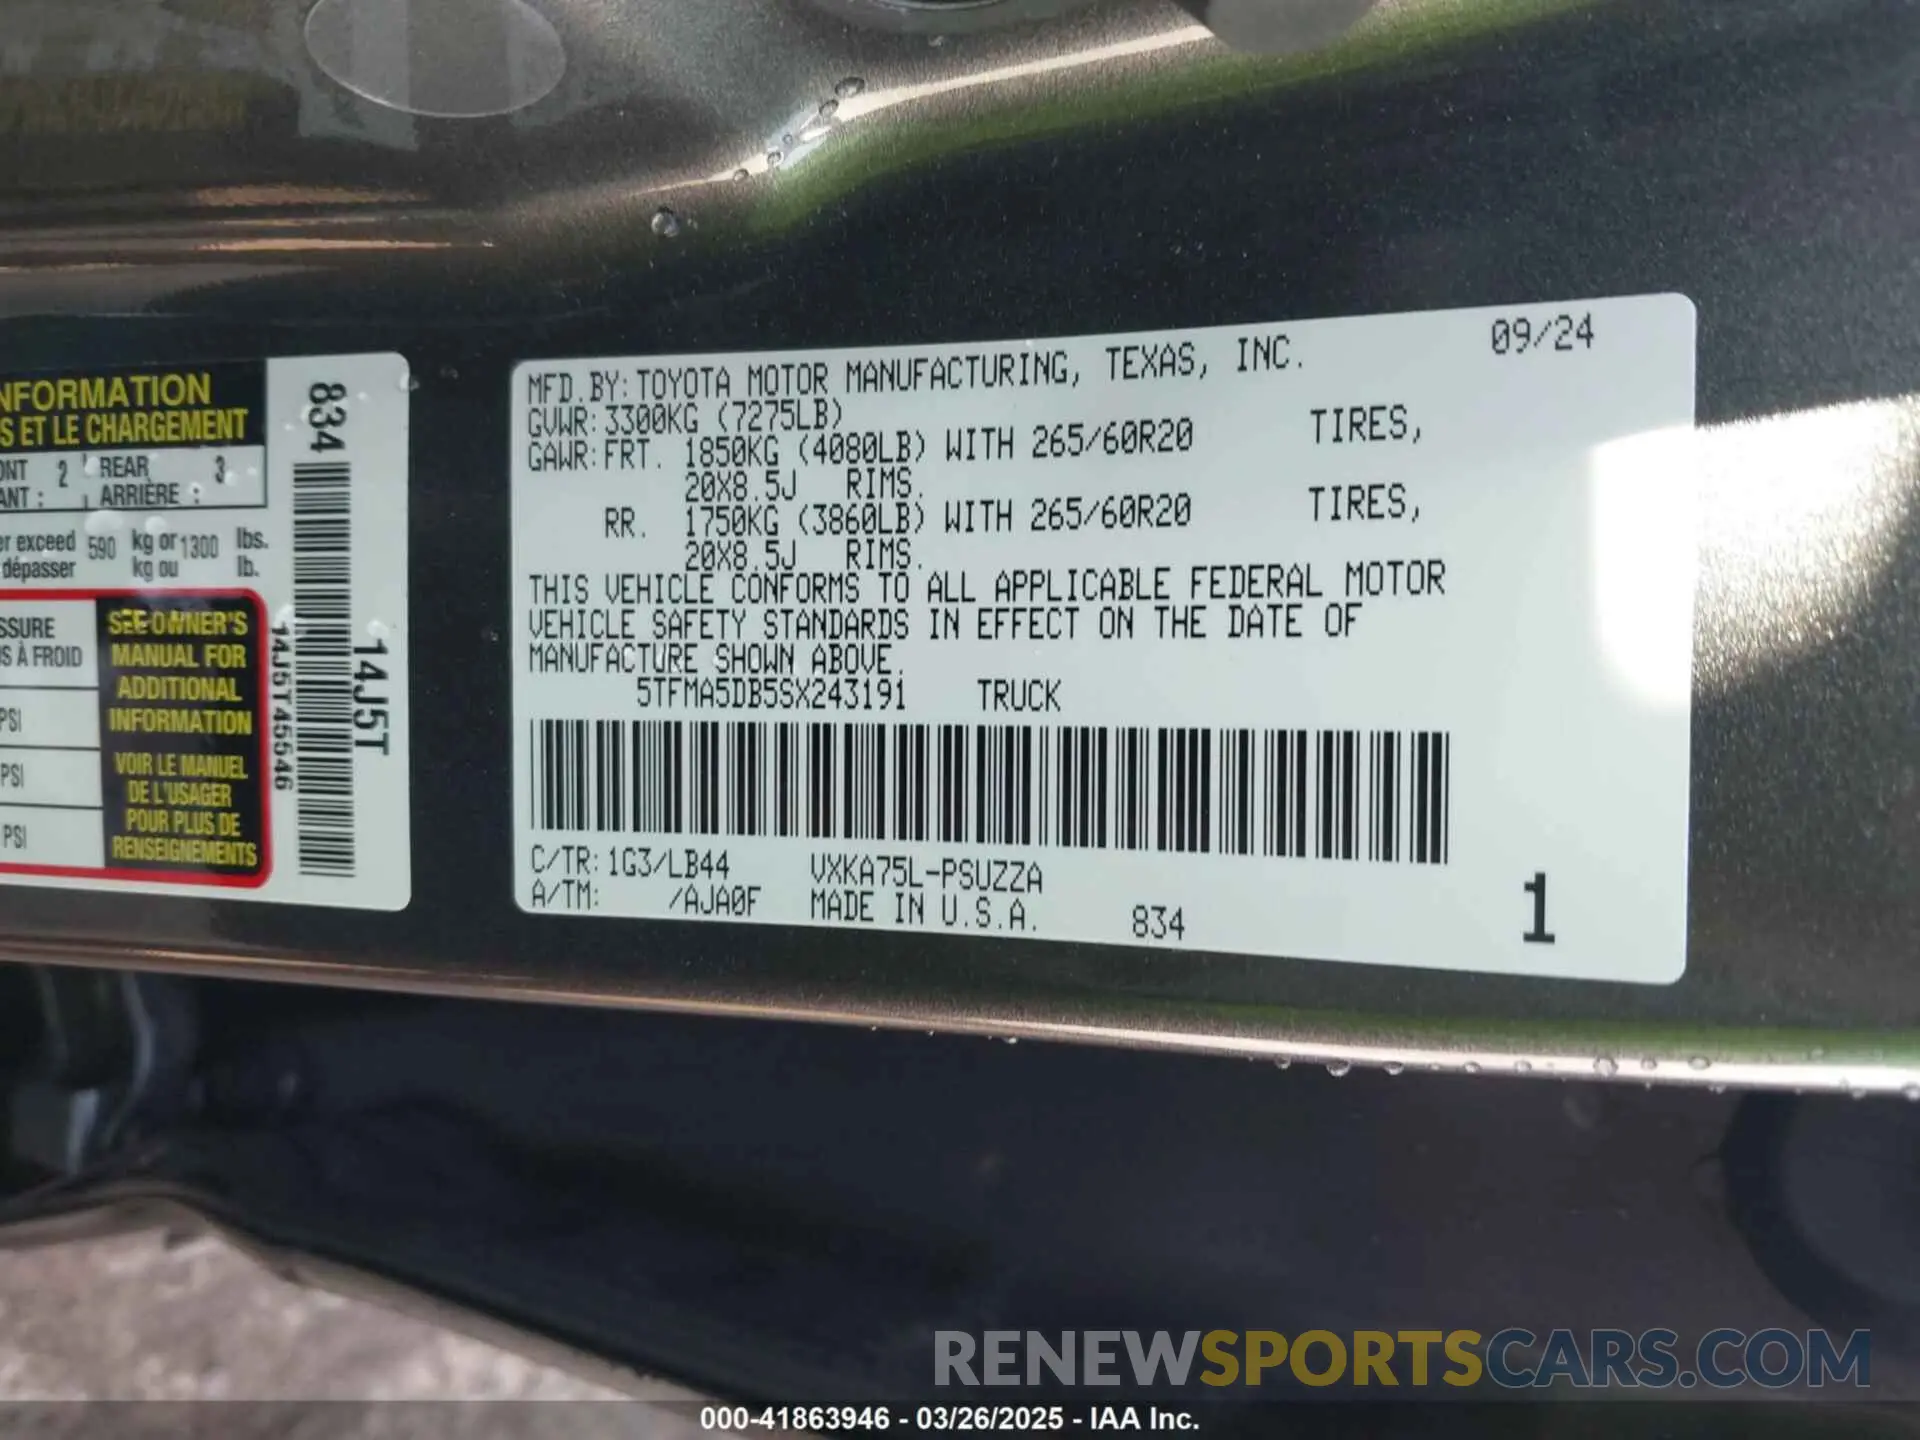 NFORMATION
S ET LE CHARGEMENT
ONT 2 REAR 3
ANT : ARRIÈRE :
er exceed 590 kg or 1300 lbs.
dépasser kg ou lb.
SSURE
S À FROID
PSI
PSI
PSI
SEE OWNER'S
MANUAL FOR
ADDITIONAL
INFORMATION
VOIR LE MANUEL
DE L'USAGER
POUR PLUS DE
RENSEIGNEMENTS
834
14J5T45546
14J5T
MFD.BY:TOYOTA MOTOR MANUFACTURING, TEXAS, INC. 09/24
GVWR:3300KG (7275LB)
GAWR:FRT. 1850KG (4080LB) WITH 265/60R20 TIRES,
20X8.5J RIMS.
RR. 1750KG (3860LB) WITH 265/60R20 TIRES,
20X8.5J RIMS.
THIS VEHICLE CONFORMS TO ALL APPLICABLE FEDERAL MOTOR
VEHICLE SAFETY STANDARDS IN EFFECT ON THE DATE OF
MANUFACTURE SHOWN ABOVE.
5TFMA5DB5SX243191 TRUCK
C/TR:1G3/LB44 VXKA75L-PSUZZA
A/TM: /AJA0F MADE IN U.S.A. 834
1
RENEWSPORTSCARS.COM
000-41863946 - 03/26/2025 - IAA Inc.